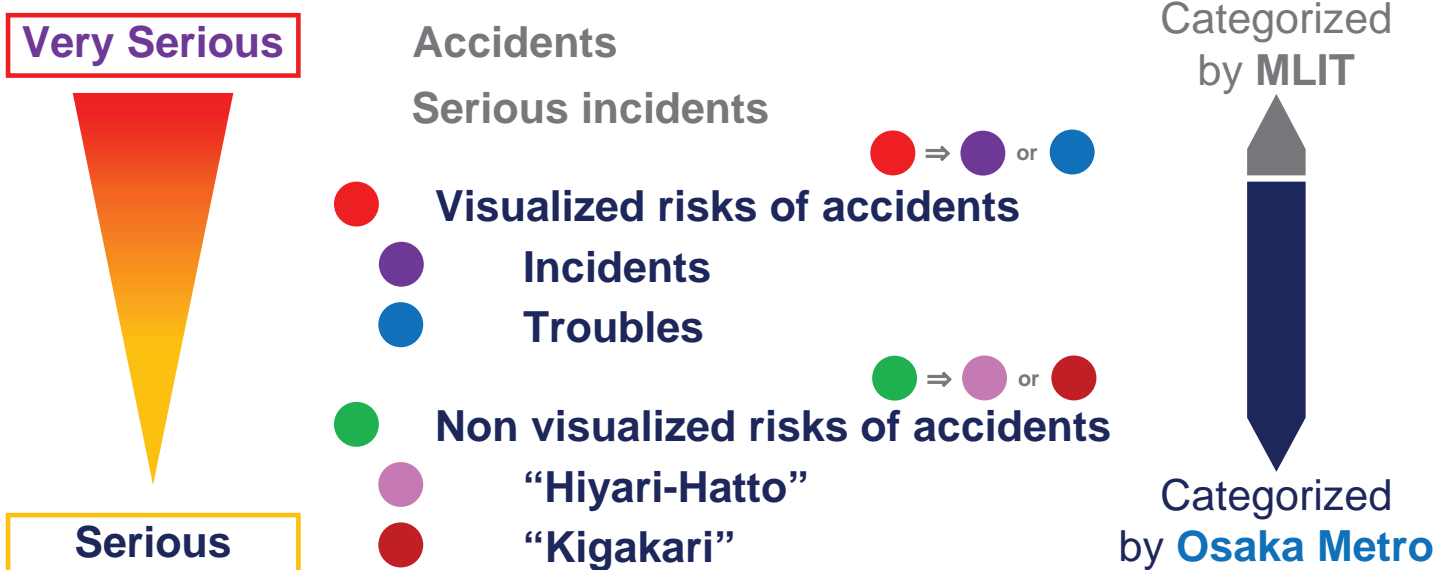 Very Serious
Accidents
Categorized
by MLIT
Serious incidents
⇒ or
Visualized risks of accidents
Incidents
Troubles
⇒ or
Non visualized risks of accidents
“Hiyari-Hatto”
“Kigakari”
Serious
Categorized
by Osaka Metro